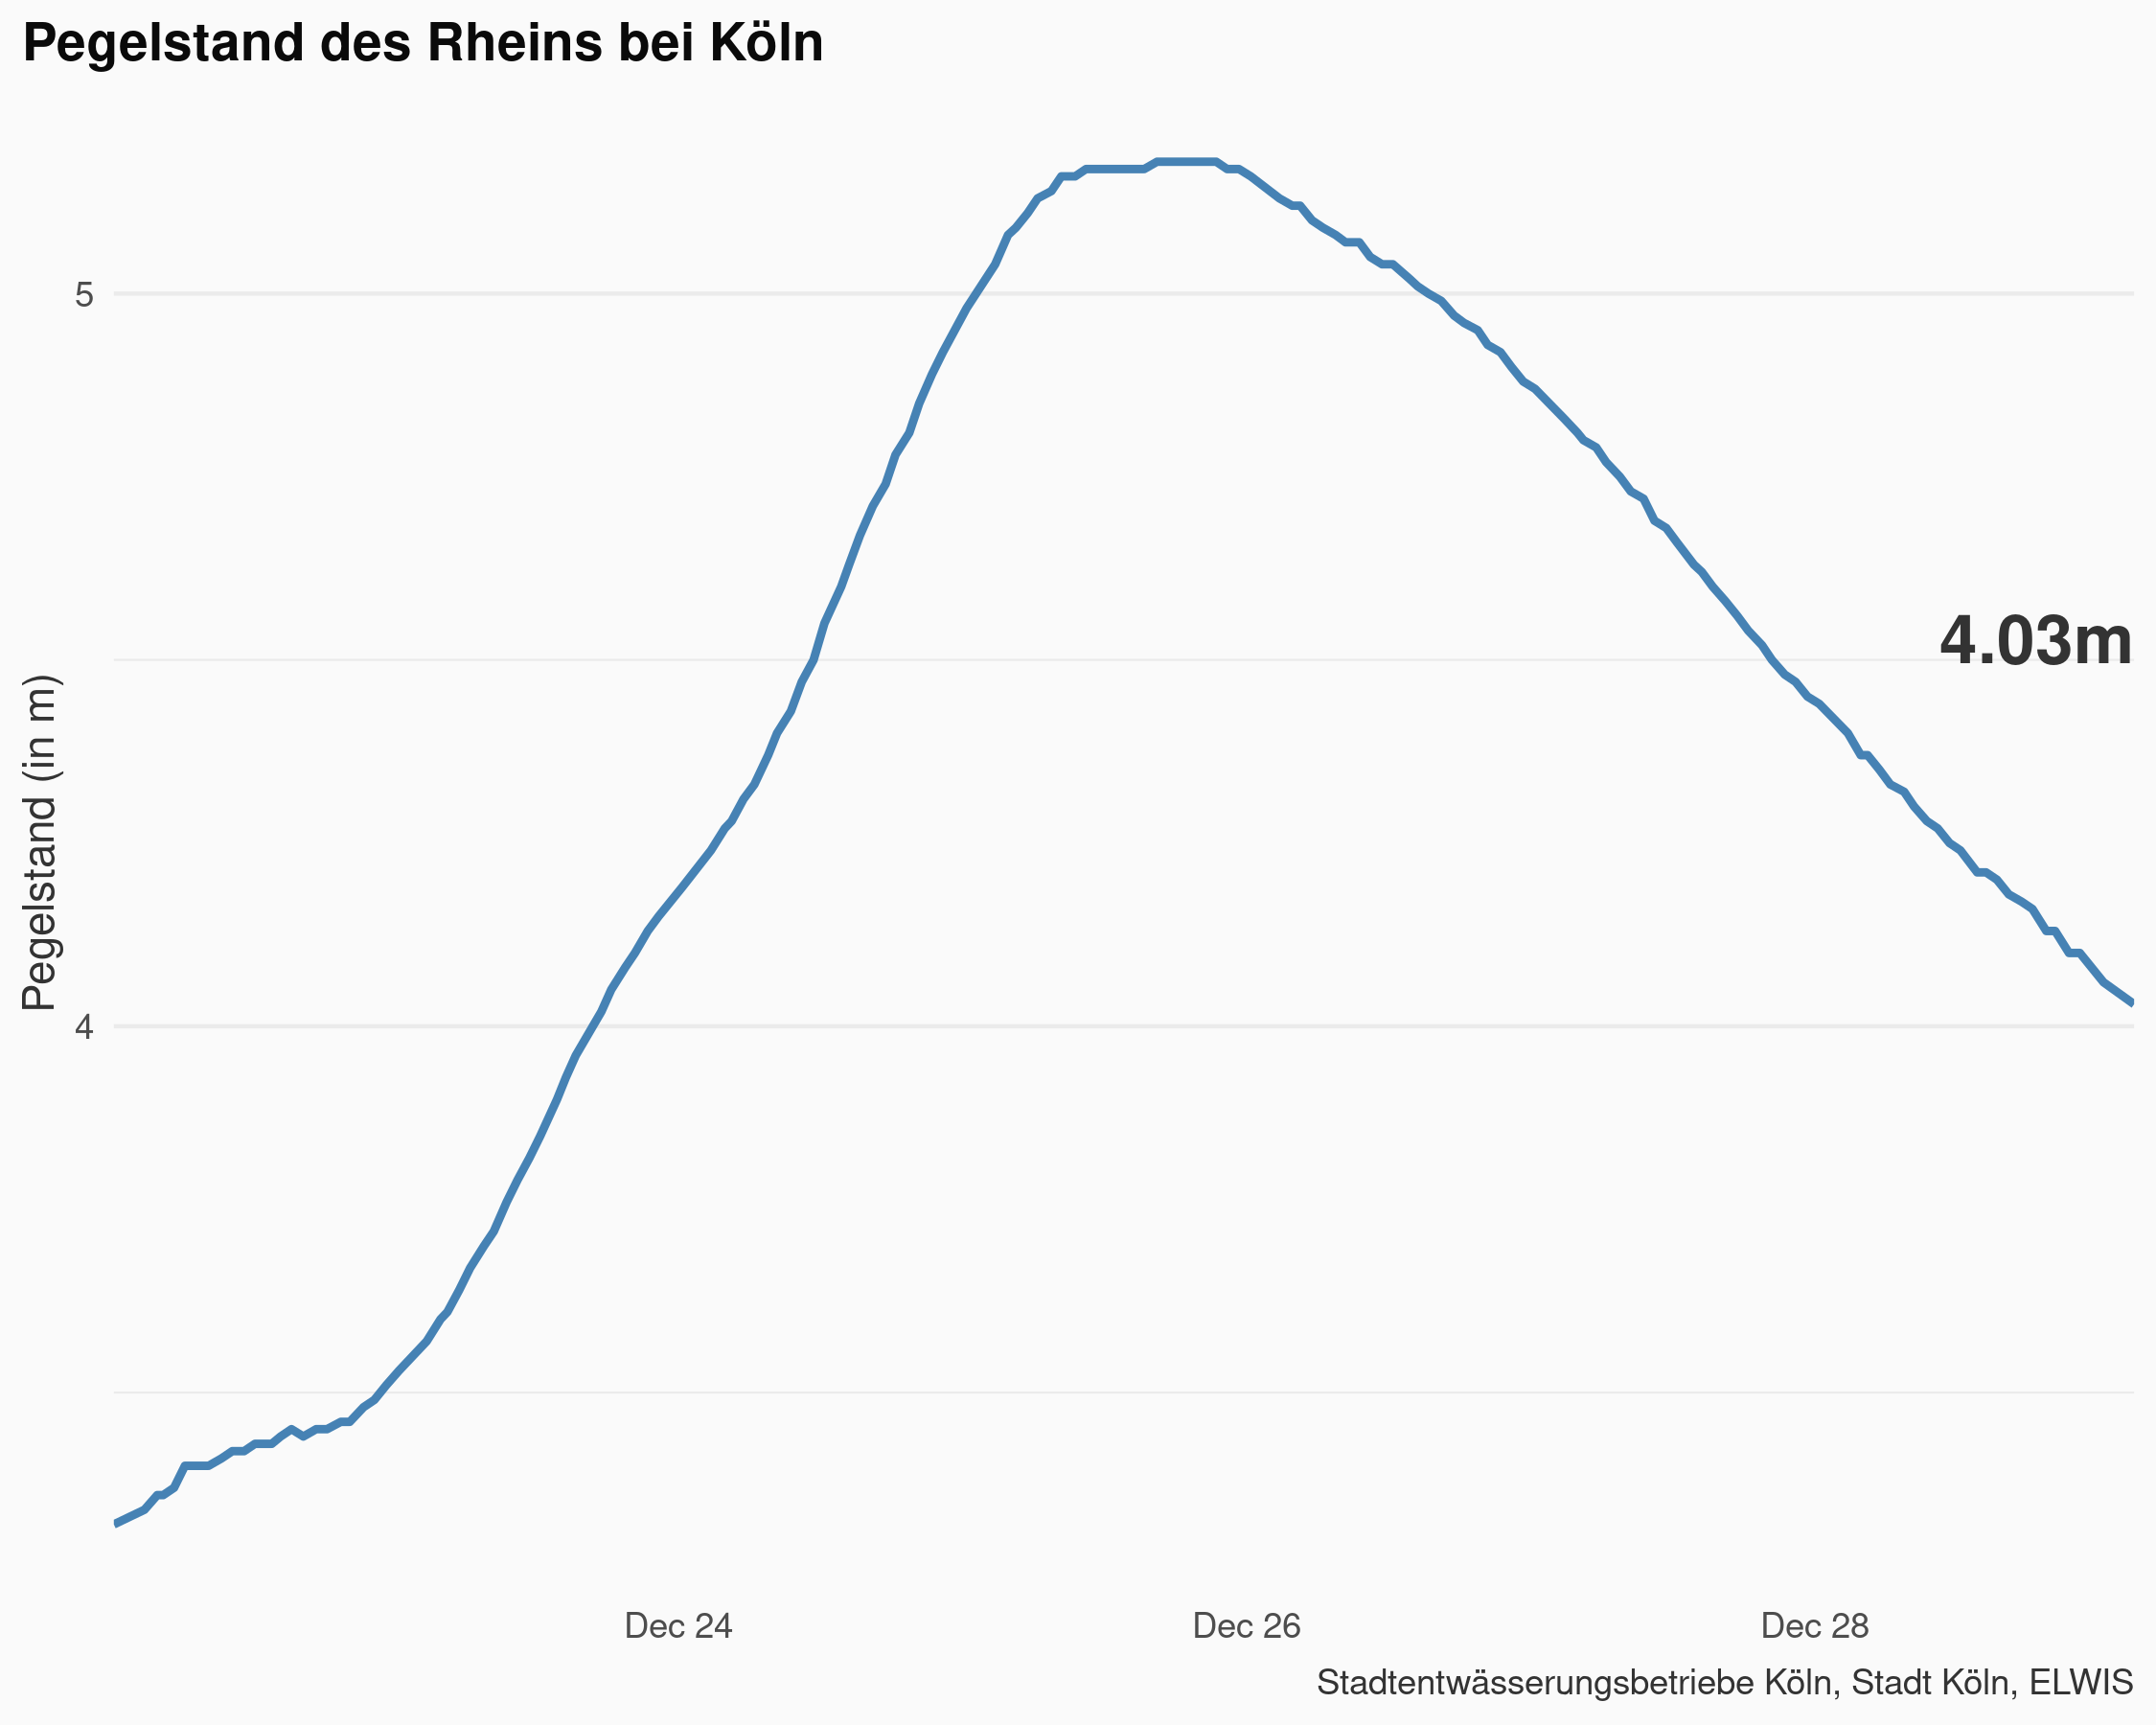 Pegelstand des Rheins bei Köln
Pegelstand (in m)
5
4
4.03m
Dec 24
Dec 26
Dec 28
Stadtentwässerungsbetriebe Köln, Stadt Köln, ELWIS